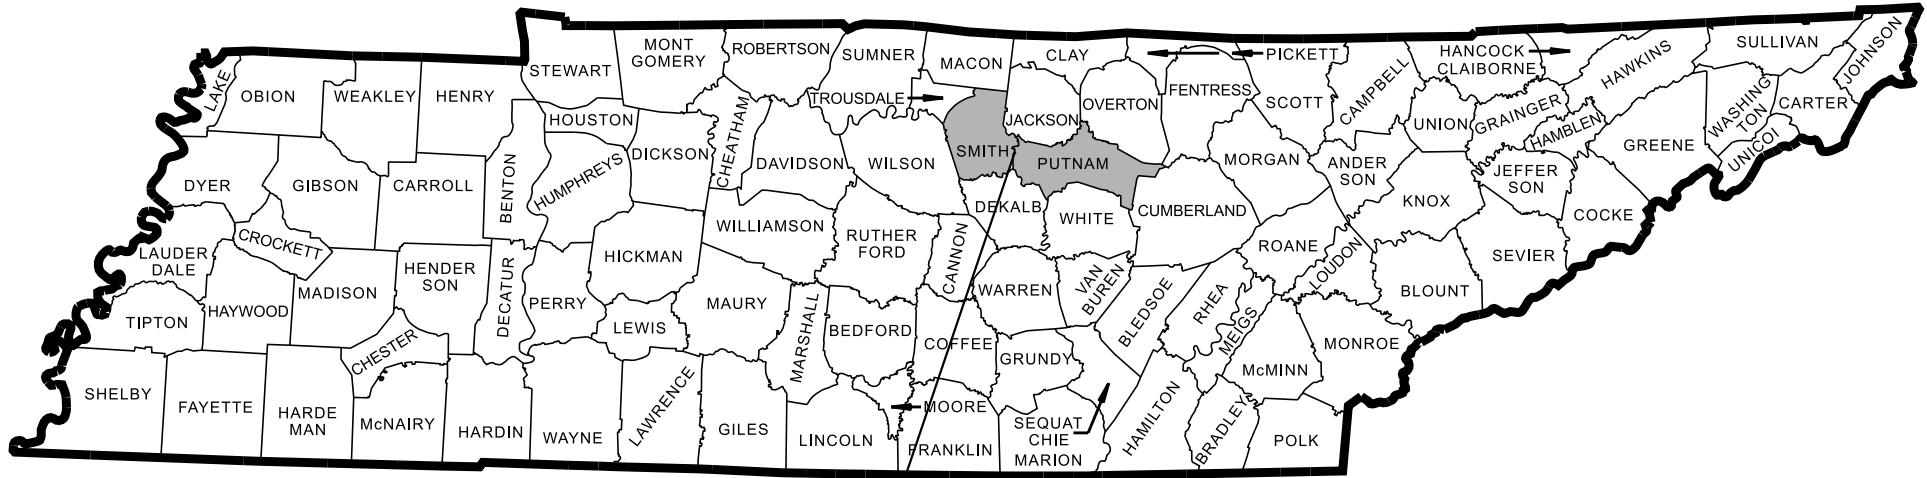 MONT
GOMERY
ROBERTSON
SUMNER
MACON
CLAY
PICKETT
HANCOCK
CLAIBORNE
HAWKINS
SULLIVAN
JOHNSON
STEWART
LAKE
OBION
WEAKLEY
HENRY
HOUSTON
CHEATHAM
TROUSDALE
JACKSON
OVERTON
FENTRESS
SCOTT
CAMPBELL
UNION
GRAINGER
HAMBLEN
WASHING
TON
CARTER
UNICOI
GREENE
DICKSON
DAVIDSON
WILSON
SMITH
PUTNAM
MORGAN
ANDER
SON
JEFFER
SON
DYER
GIBSON
CARROLL
BENTON
HUMPHREYS
WILLIAMSON
RUTHER
FORD
CANNON
DEKALB
WHITE
CUMBERLAND
ROANE
LOUDON
KNOX
SEVIER
COCKE
LAUDER
DALE
CROCKETT
HENDER
SON
DECATUR
HICKMAN
TIPTON
HAYWOOD
MADISON
PERRY
LEWIS
MAURY
MARSHALL
BEDFORD
COFFEE
WARREN
VAN
BUREN
BLEDSOE
RHEA
MEIGS
BLOUNT
MONROE
McMINN
CHESTER
GRUNDY
SHELBY
FAYETTE
HARDE
MAN
McNAIRY
HARDIN
WAYNE
LAWRENCE
GILES
LINCOLN
MOORE
FRANKLIN
SEQUAT
CHIE
MARION
HAMILTON
BRADLEY
POLK